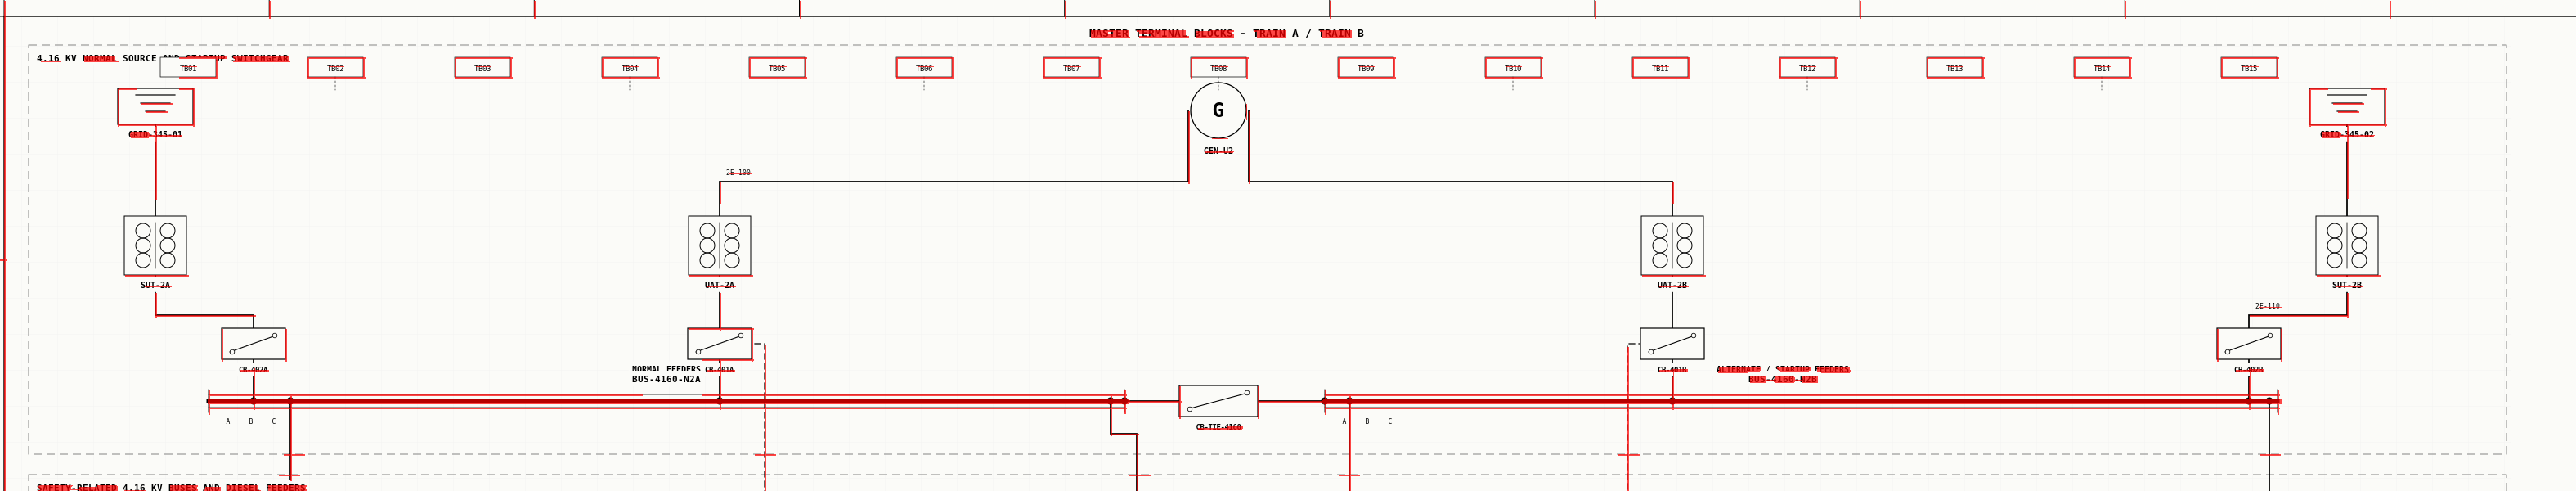 MASTER TERMINAL BLOCKS - TRAIN A / TRAIN B
4.16 KV NORMAL SOURCE AND STARTUP SWITCHGEAR
TB01 TB02 TB03 TB04 TB05 TB06 TB07 TB08 TB09 TB10 TB11 TB12 TB13 TB14 TB15
G
GRID-345-01 GRID-345-02
GEN-U2
2E-100
SUT-2A UAT-2A UAT-2B SUT-2B
2E-110
CB-402A NORMAL FEEDERS CB-401A CB-401B ALTERNATE / STARTUP FEEDERS CB-402B
BUS-4160-N2A BUS-4160-N2B
A B C A B C
CB-TIE-4160
SAFETY-RELATED 4.16 KV BUSES AND DIESEL FEEDERS